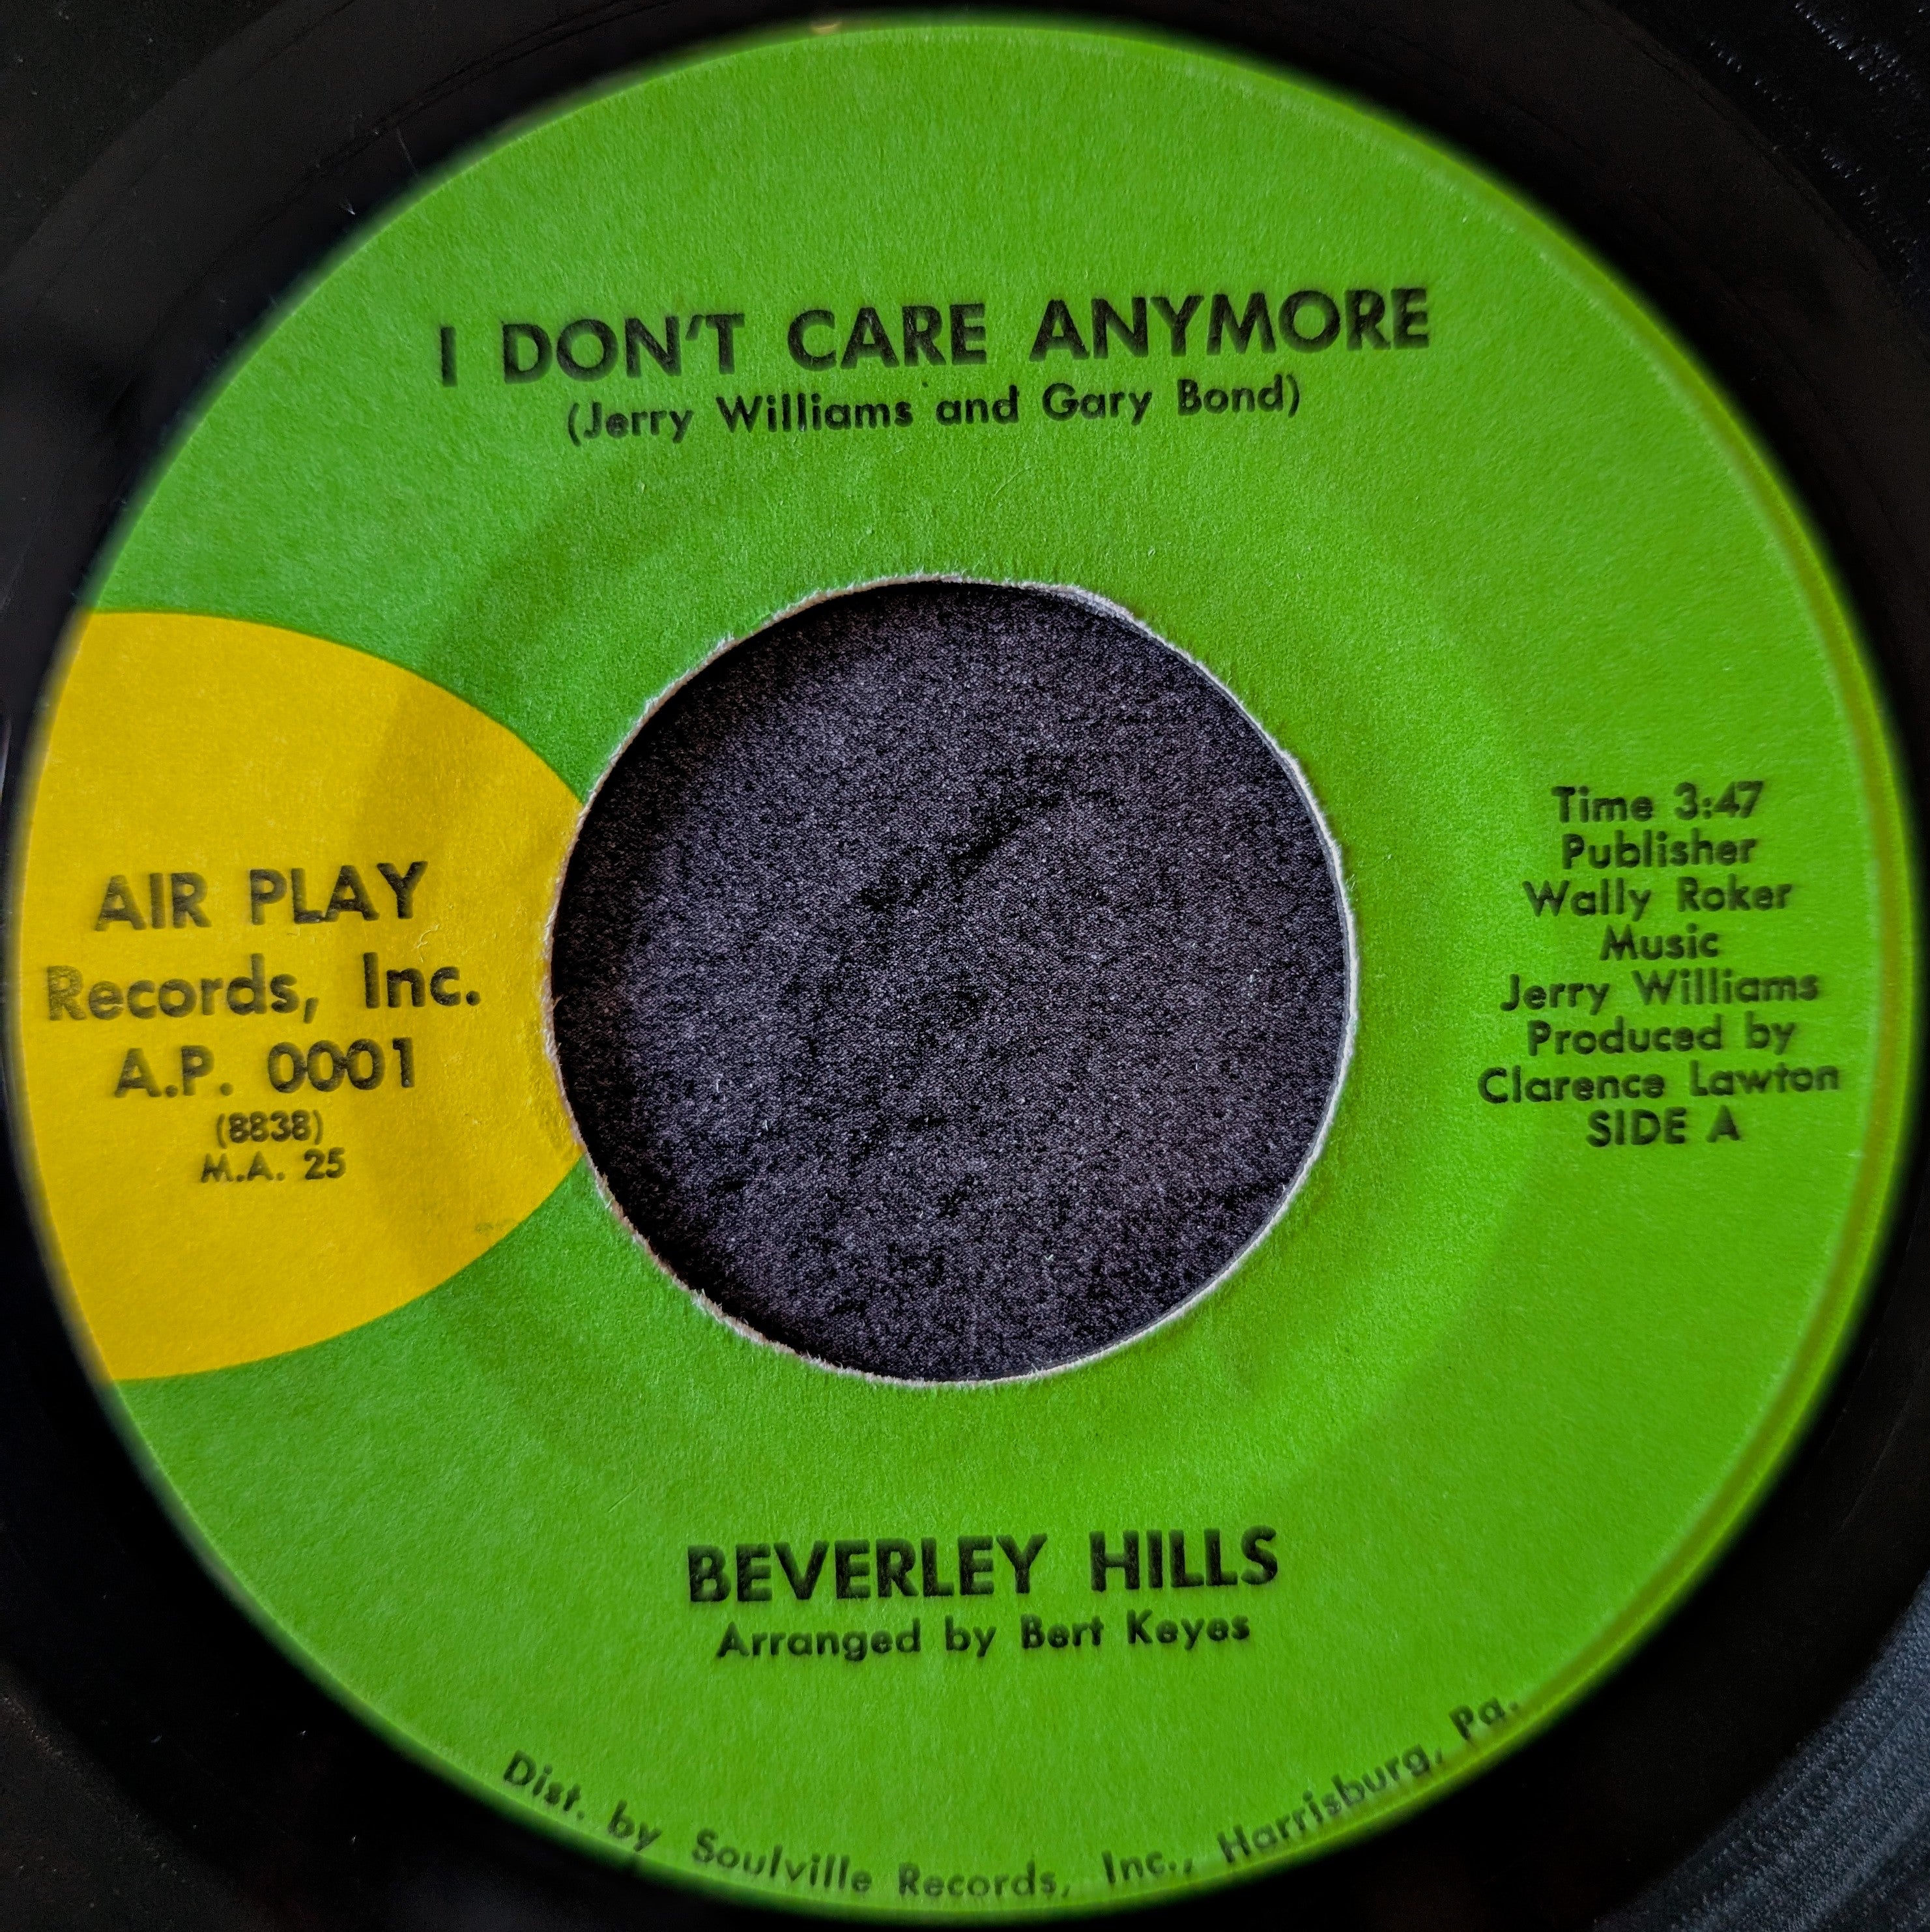 I DON'T CARE ANYMORE
(Jerry Williams and Gary Bond)
AIR PLAY
Records, Inc.
A.P. 0001
(8838)
M.A. 25
Time 3:47
Publisher
Wally Roker
Music
Jerry Williams
Produced by
Clarence Lawton
SIDE A
BEVERLEY HILLS
Arranged by Bert Keyes
Dist. by Soulville Records, Inc., Harrisburg, Pa.